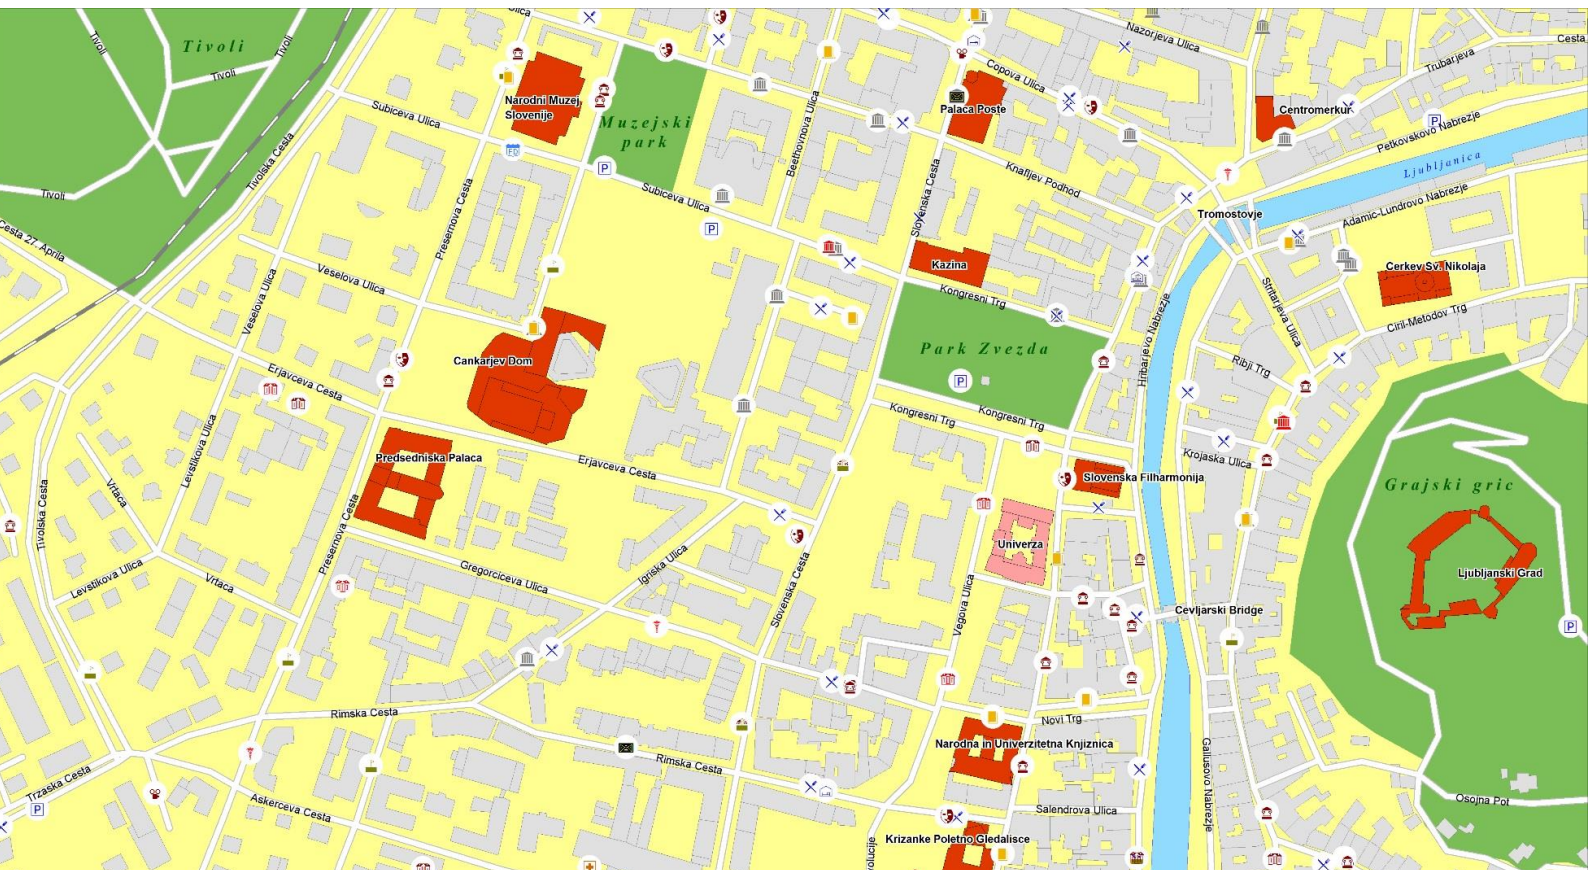 Ulica
Tivoli
Tivoli
Tivoli
Tivoli
Tivoli
Nazorjeva Ulica
Cesta
Trubarjeva
Copova Ulica
Narodni Muzej
Slovenije
Subiceva Ulica
Palaca Poste
Centromerkur
Muzejski
park
Beethovnova Ulica
Petkovskovo Nabrezje
Tivolska Cesta
FD
P
P
Knafljev Podhod
Ljubljanica
Subiceva Ulica
Adamic-Lundrovo Nabrezje
Presernova Cesta
Slovenska Cesta
Tromostovje
P
Cesta 27. Aprila
Kazina
Cerkev Sv. Nikolaja
Veselova Ulica
Veselova Ulica
Kongresni Trg
Hribarjevo Nabrezje
Stritarjeva Ulica
Ciril-Metodov Trg
Cankarjev Dom
Park Zvezda
P
Ribji Trg
Erjavceva Cesta
Kongresni Trg
Kongresni Trg
Levstikova Ulica
Predsedniska Palaca
Erjavceva Cesta
Krojaska Ulica
Slovenska Filharmonija
Grajski gric
Vrtaca
Tivolska Cesta
Presernova Cesta
Univerza
Ljubljanski Grad
Levstikova Ulica
Vrtaca
Gregorciceva Ulica
Igriska Ulica
Slovenska Cesta
Vegova Ulica
Cevljarski Bridge
P
Rimska Cesta
Novi Trg
Narodna in Univerzitetna Knjiznica
Rimska Cesta
Gallusovo Nabrezje
Trzaska Cesta
P
Askerceva Cesta
Salendrova Ulica
Osojna Pot
Krizanke Poletno Gledalisce
olucije